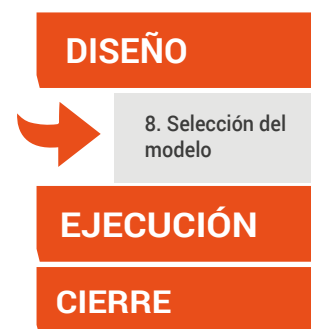 DISEÑO
8. Selección del
modelo
EJECUCIÓN
CIERRE